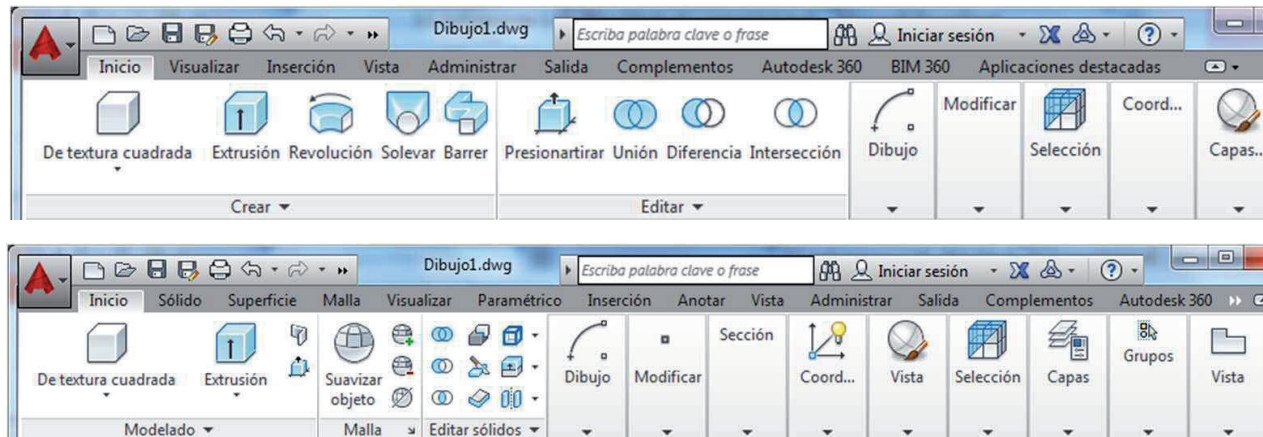 Dibujo1.dwg Escriba palabra clave o frase Iniciar sesión
Inicio Visualizar Inserción Vista Administrar Salida Complementos Autodesk 360 BIM 360 Aplicaciones destacadas
De textura cuadrada Extrusión Revolución Solevar Barrer Presionartirar Unión Diferencia Intersección Dibujo Modificar Selección Coord... Capas...
Crear Editar
Dibujo1.dwg Escriba palabra clave o frase Iniciar sesión
Inicio Sólido Superficie Malla Visualizar Paramétrico Inserción Anotar Vista Administrar Salida Complementos Autodesk 360
De textura cuadrada Extrusión Suavizar objeto Dibujo Modificar Sección Coord... Vista Selección Capas Grupos Vista
Modelado Malla Editar sólidos